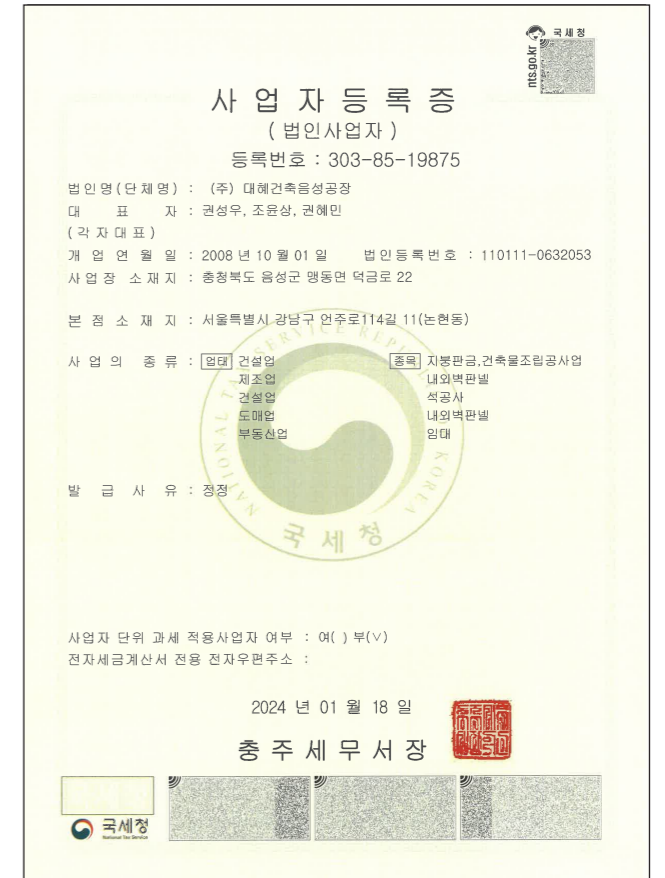 국세청
nts.go.kr
사업자등록증
(법인사업자)
등록번호 : 303-85-19875
법인명(단체명) : (주) 대혜건축음성공장
대 표 자 : 권성우, 조윤상, 권혜민
(각자대표)
개 업 연 월 일 : 2008 년 10 월 01 일 법인등록번호 : 110111-0632053
사업장 소재지 : 충청북도 음성군 맹동면 덕금로 22
본 점 소 재 지 : 서울특별시 강남구 언주로114길 11(논현동)
사 업 의 종 류 : 업태 건설업 종목 지붕판금,건축물조립공사업
제조업 내외벽판넬
건설업 석공사
도매업 내외벽판넬
부동산업 임대
NATIONAL TAX SERVICE REPUBLIC OF KOREA
국세청
발 급 사 유 : 정정
사업자 단위 과세 적용사업자 여부 : 여( ) 부(∨)
전자세금계산서 전용 전자우편주소 :
2024 년 01 월 18 일
충주세무서장
국세청
National Tax Service